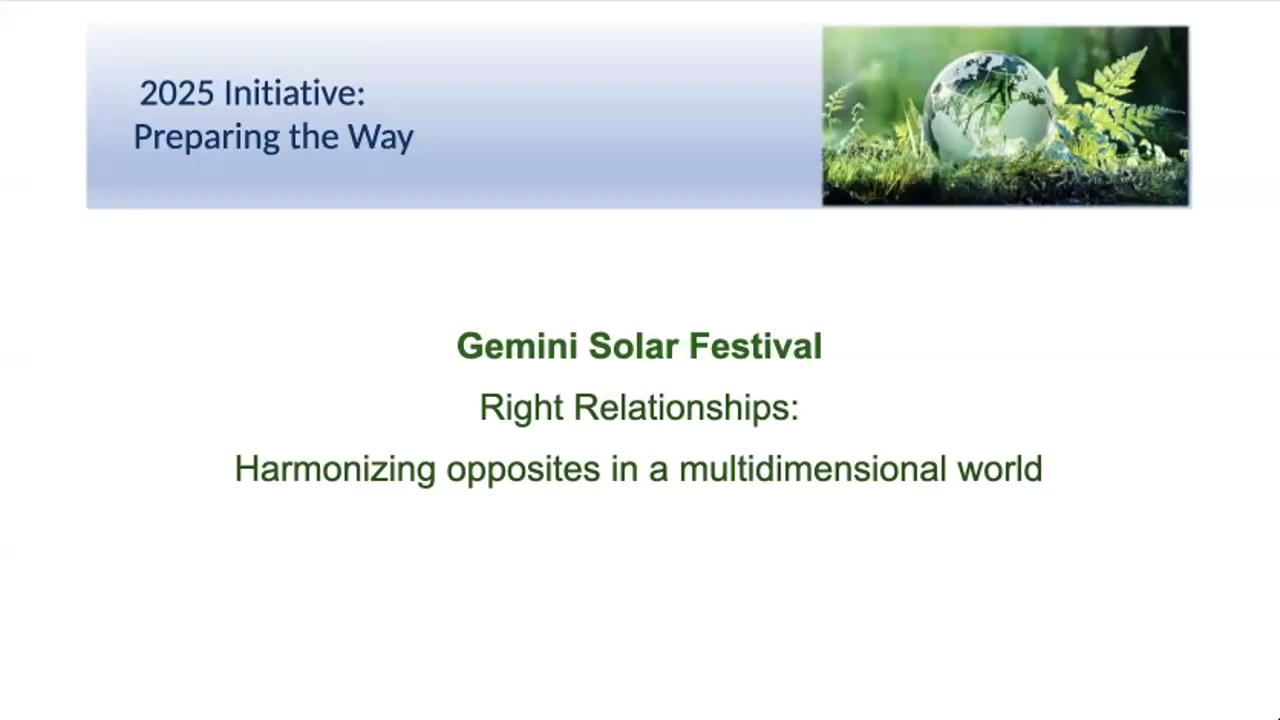 2025 Initiative:
Preparing the Way
Gemini Solar Festival
Right Relationships:
Harmonizing opposites in a multidimensional world